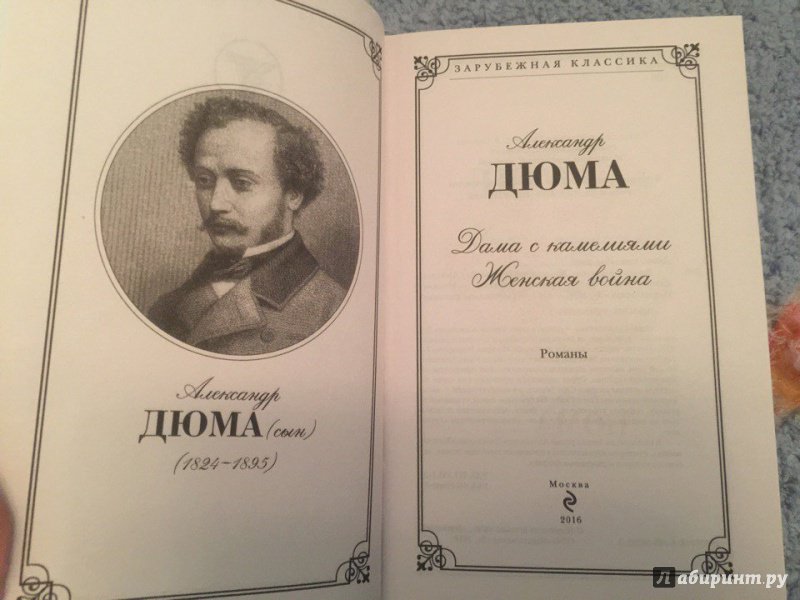 Александр
ДЮМА (сын)
(1824–1895)
ЗАРУБЕЖНАЯ КЛАССИКА
Александр
ДЮМА
Дама с камелиями
Женская война
Романы
Москва
2016
Лабиринт.ру